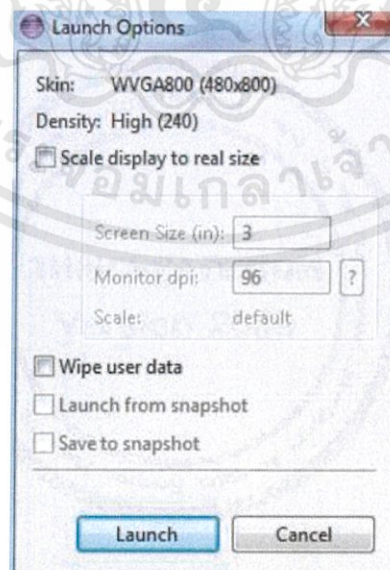 Launch Options
Skin: WVGA800 (480x800)
Density: High (240)
Scale display to real size
Screen Size (in): 3
Monitor dpi: 96 ?
Scale: default
Wipe user data
Launch from snapshot
Save to snapshot
Launch Cancel